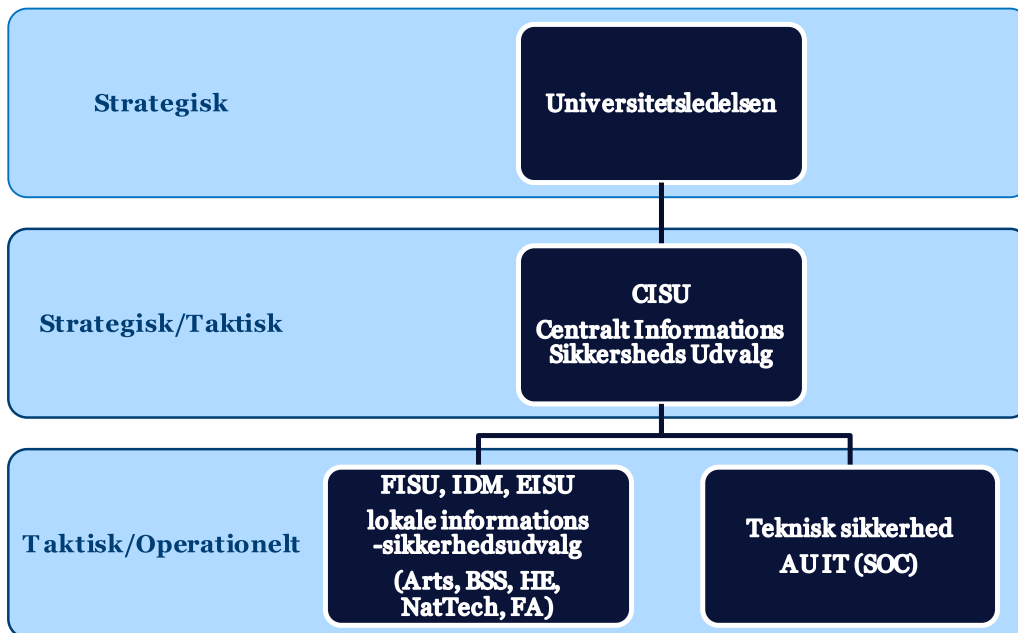 Strategisk
Universitetsledelsen
Strategisk/Taktisk
CISU
Centralt Informations
Sikkersheds Udvalg
Taktisk/Operationelt
FISU, IDM, EISU
lokale informations
-sikkerhedsudvalg
(Arts, BSS, HE,
NatTech, FA)
Teknisk sikkerhed
AU IT (SOC)